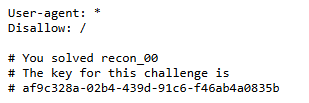 User-agent: *
Disallow: /
# You solved recon_00
# The key for this challenge is
# af9c328a-02b4-439d-91c6-f46ab4a0835b